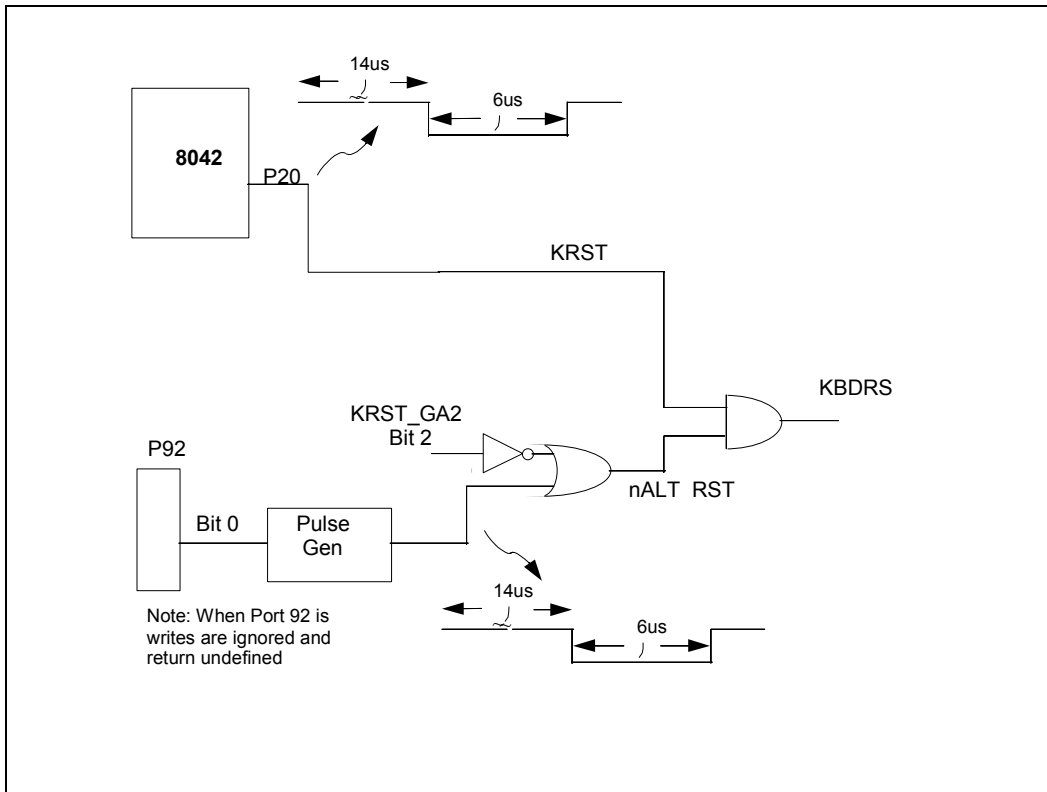 14us
6us
8042
P20
KRST
KBDRS
KRST_GA2
Bit 2
P92
nALT RST
Bit 0
Pulse
Gen
14us
6us
Note: When Port 92 is
writes are ignored and
return undefined